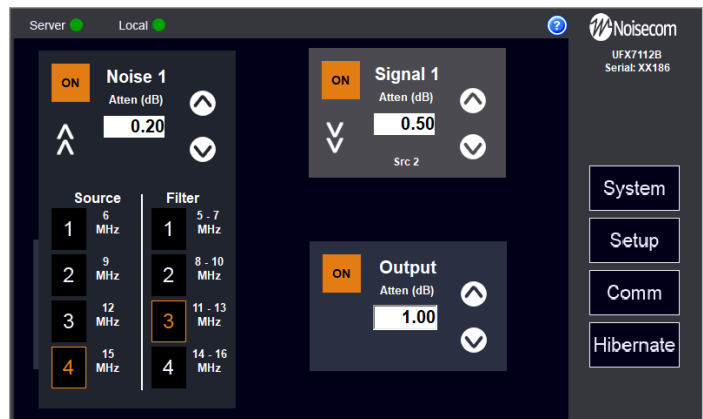 Server
Local
?
Noisecom
UFX7112B
Serial: XX186
ON
Noise 1
Atten (dB)
0.20
Source
Filter
1
6
MHz
1
5 - 7
MHz
2
9
MHz
2
8 - 10
MHz
3
12
MHz
3
11 - 13
MHz
4
15
MHz
4
14 - 16
MHz
ON
Signal 1
Atten (dB)
0.50
Src 2
ON
Output
Atten (dB)
1.00
System
Setup
Comm
Hibernate